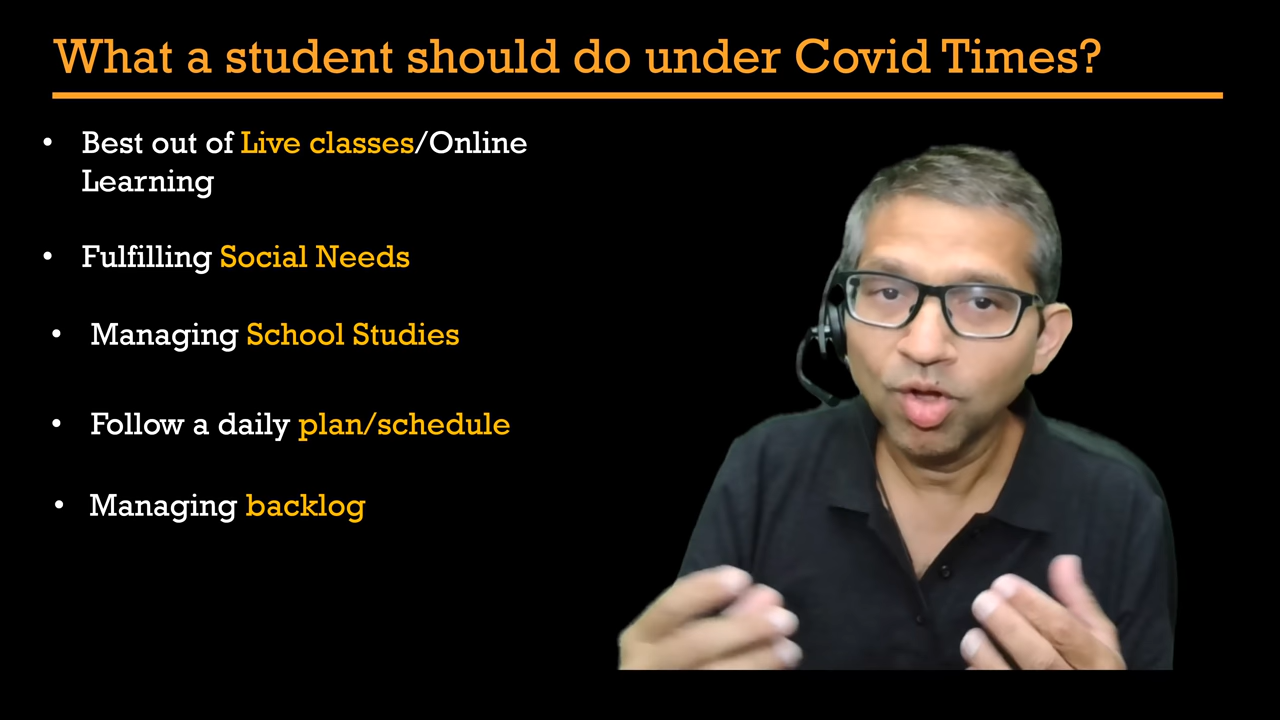 What a student should do under Covid Times?
• Best out of Live classes/Online
Learning
• Fulfilling Social Needs
• Managing School Studies
• Follow a daily plan/schedule
• Managing backlog